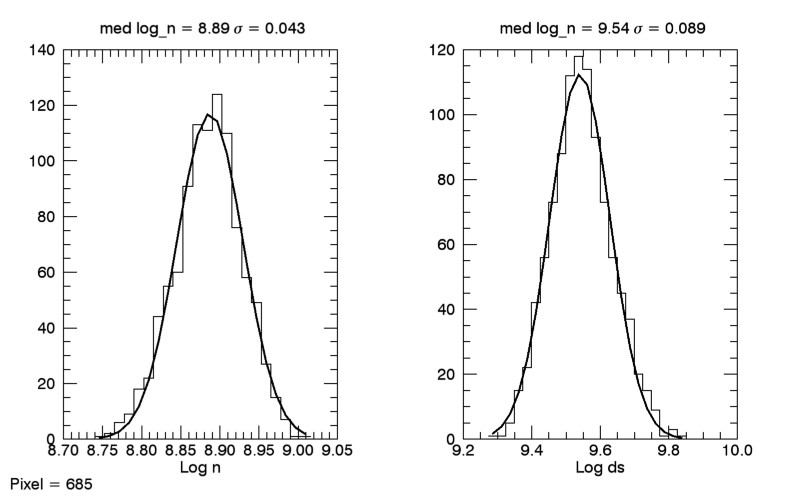 med log_n = 8.89 σ = 0.043
140
120
100
80
60
40
20
0
8.70 8.75 8.80 8.85 8.90 8.95 9.00 9.05
Log n
med log_n = 9.54 σ = 0.089
120
100
80
60
40
20
0
9.2 9.4 9.6 9.8 10.0
Log ds
Pixel = 685